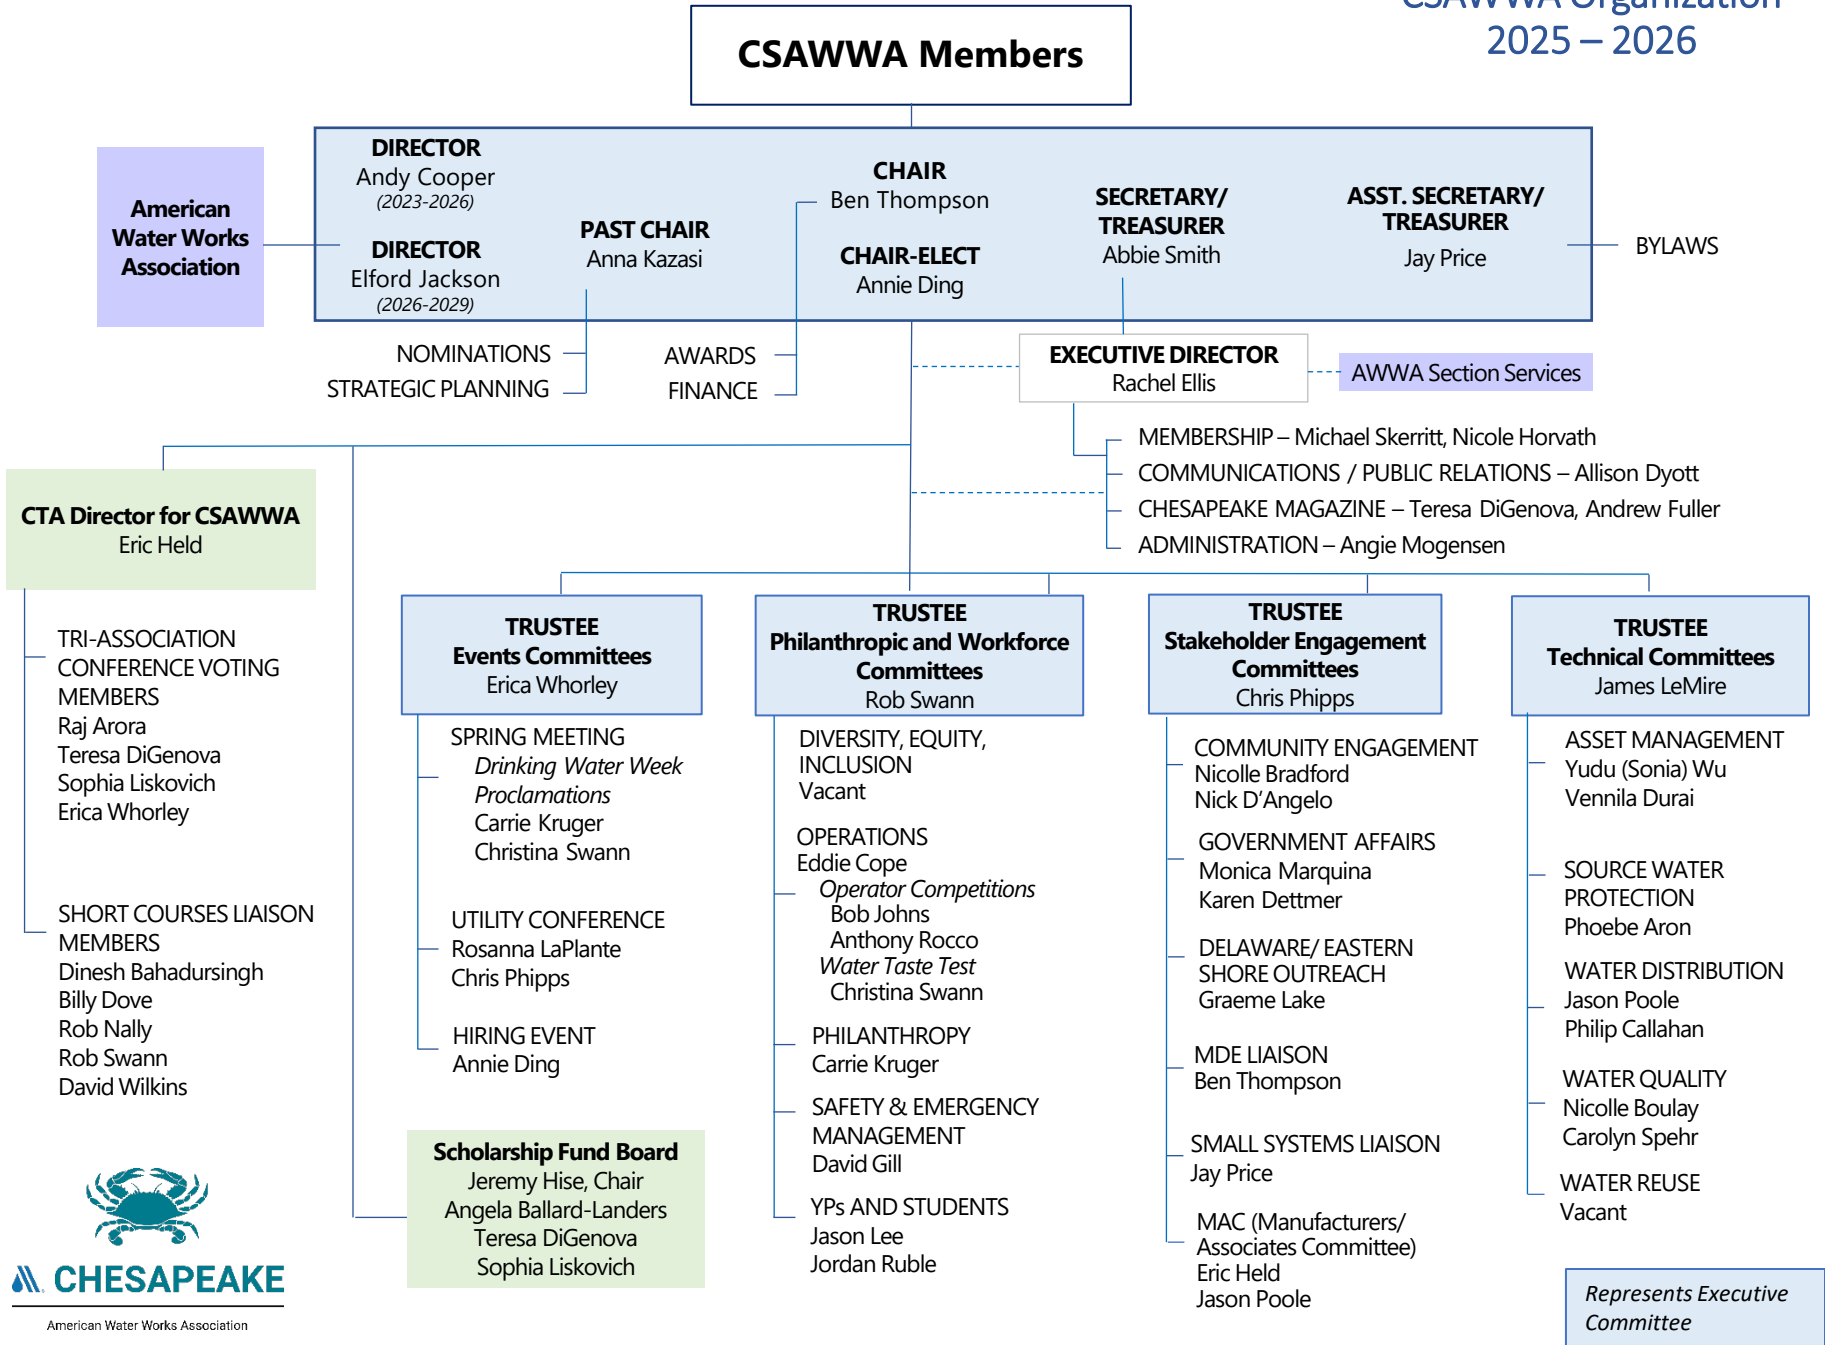 CSAWWA Organization
2025 – 2026
CSAWWA Members
American
Water Works
Association
DIRECTOR
Andy Cooper
(2023-2026)
DIRECTOR
Elford Jackson
(2026-2029)
PAST CHAIR
Anna Kazasi
CHAIR
Ben Thompson
CHAIR-ELECT
Annie Ding
SECRETARY/
TREASURER
Abbie Smith
ASST. SECRETARY/
TREASURER
Jay Price
BYLAWS
NOMINATIONS
STRATEGIC PLANNING
AWARDS
FINANCE
EXECUTIVE DIRECTOR
Rachel Ellis
AWWA Section Services
MEMBERSHIP – Michael Skerritt, Nicole Horvath
COMMUNICATIONS / PUBLIC RELATIONS – Allison Dyott
CHESAPEAKE MAGAZINE – Teresa DiGenova, Andrew Fuller
ADMINISTRATION – Angie Mogensen
CTA Director for CSAWWA
Eric Held
TRI-ASSOCIATION
CONFERENCE VOTING
MEMBERS
Raj Arora
Teresa DiGenova
Sophia Liskovich
Erica Whorley
SHORT COURSES LIAISON
MEMBERS
Dinesh Bahadursingh
Billy Dove
Rob Nally
Rob Swann
David Wilkins
TRUSTEE
Events Committees
Erica Whorley
SPRING MEETING
Drinking Water Week
Proclamations
Carrie Kruger
Christina Swann
UTILITY CONFERENCE
Rosanna LaPlante
Chris Phipps
HIRING EVENT
Annie Ding
Scholarship Fund Board
Jeremy Hise, Chair
Angela Ballard-Landers
Teresa DiGenova
Sophia Liskovich
TRUSTEE
Philanthropic and Workforce
Committees
Rob Swann
DIVERSITY, EQUITY,
INCLUSION
Vacant
OPERATIONS
Eddie Cope
Operator Competitions
Bob Johns
Anthony Rocco
Water Taste Test
Christina Swann
PHILANTHROPY
Carrie Kruger
SAFETY & EMERGENCY
MANAGEMENT
David Gill
YPs AND STUDENTS
Jason Lee
Jordan Ruble
TRUSTEE
Stakeholder Engagement
Committees
Chris Phipps
COMMUNITY ENGAGEMENT
Nicolle Bradford
Nick D’Angelo
GOVERNMENT AFFAIRS
Monica Marquina
Karen Dettmer
DELAWARE/ EASTERN
SHORE OUTREACH
Graeme Lake
MDE LIAISON
Ben Thompson
SMALL SYSTEMS LIAISON
Jay Price
MAC (Manufacturers/
Associates Committee)
Eric Held
Jason Poole
TRUSTEE
Technical Committees
James LeMire
ASSET MANAGEMENT
Yudu (Sonia) Wu
Vennila Durai
SOURCE WATER
PROTECTION
Phoebe Aron
WATER DISTRIBUTION
Jason Poole
Philip Callahan
WATER QUALITY
Nicolle Boulay
Carolyn Spehr
WATER REUSE
Vacant
CHESAPEAKE
American Water Works Association
Represents Executive
Committee